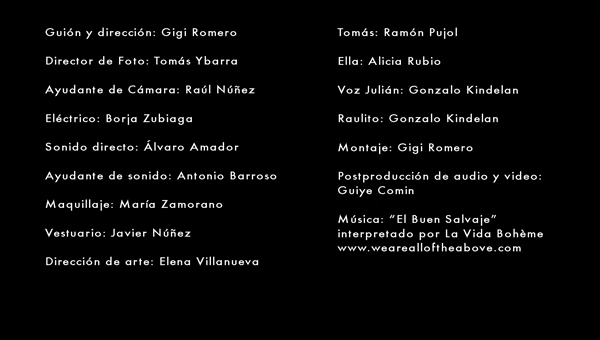 Guión y dirección: Gigi Romero
Director de Foto: Tomás Ybarra
Ayudante de Cámara: Raúl Núñez
Eléctrico: Borja Zubiaga
Sonido directo: Álvaro Amador
Ayudante de sonido: Antonio Barroso
Maquillaje: María Zamorano
Vestuario: Javier Núñez
Dirección de arte: Elena Villanueva
Tomás: Ramón Pujol
Ella: Alicia Rubio
Voz Julián: Gonzalo Kindelan
Raulito: Gonzalo Kindelan
Montaje: Gigi Romero
Postproducción de audio y video:
Guiye Comin
Música: “El Buen Salvaje”
interpretado por La Vida Bohème
www.wearealloftheabove.com